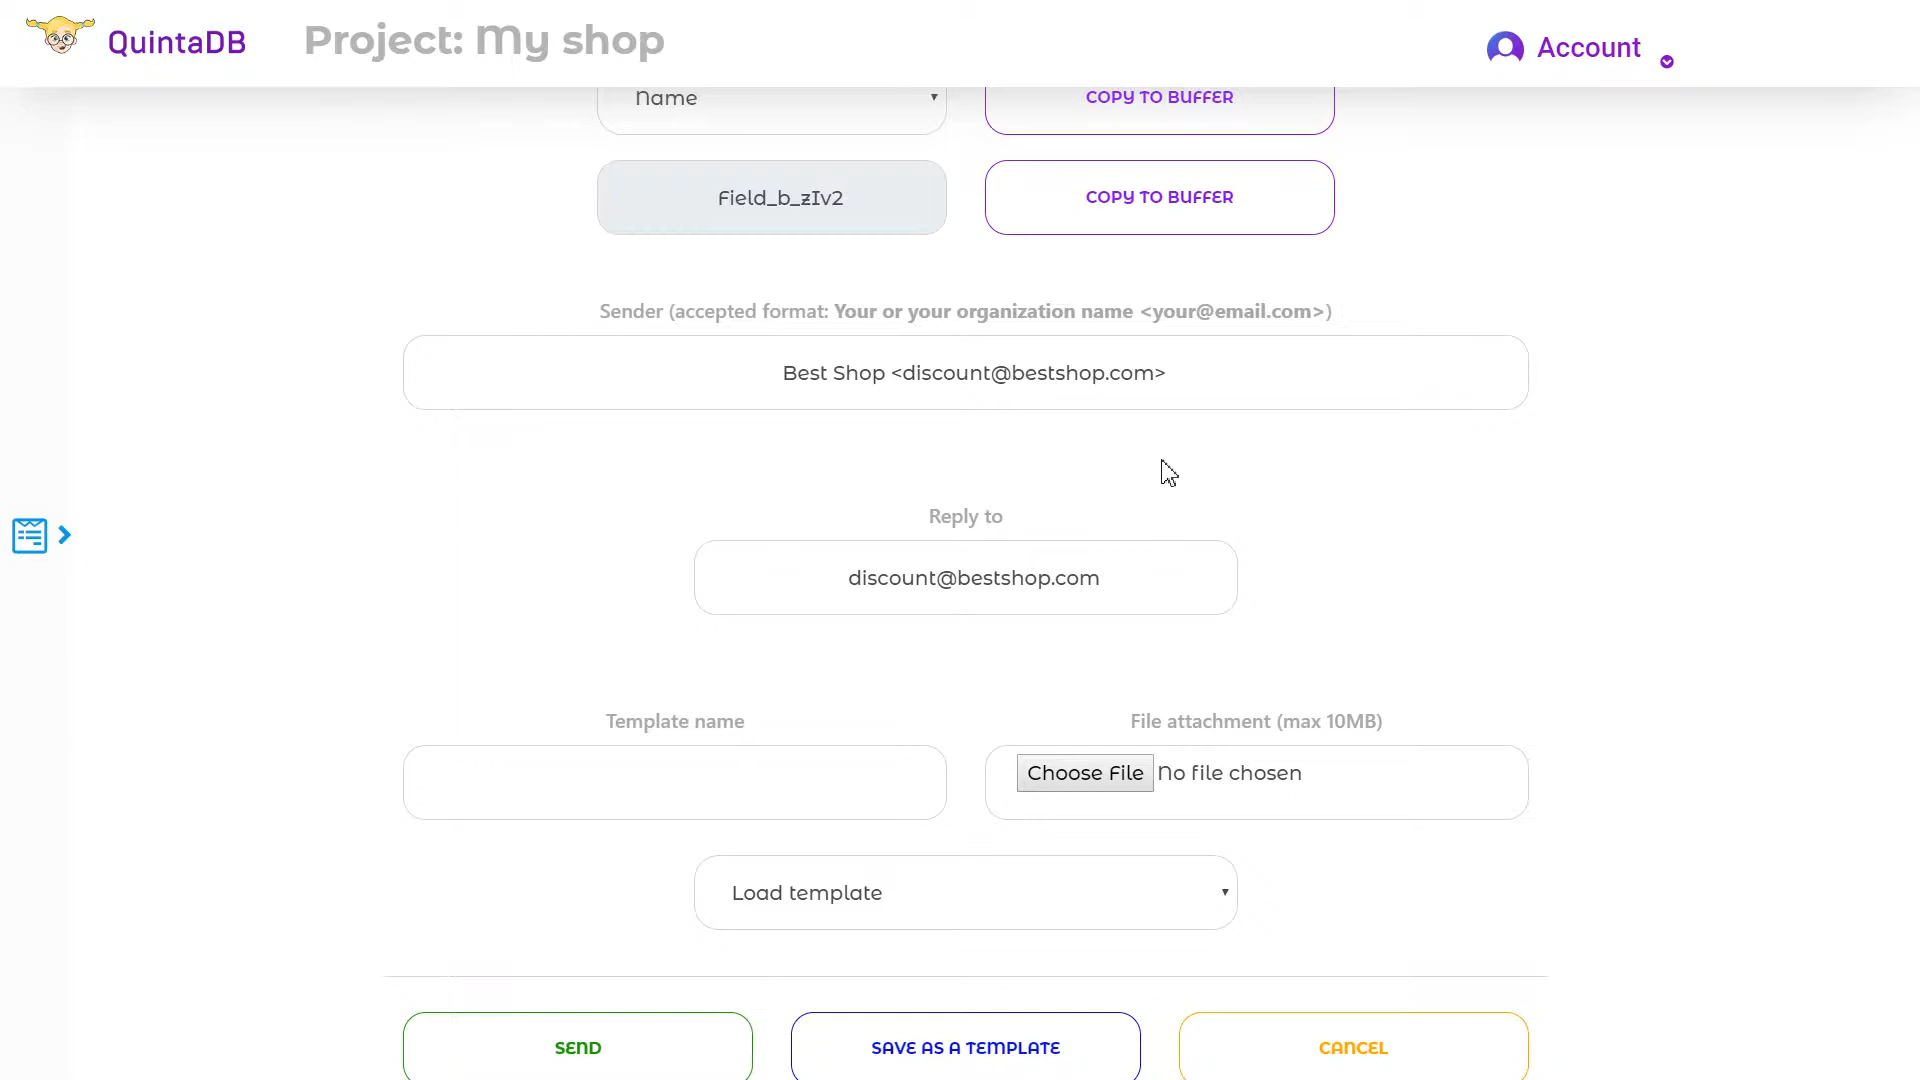 QuintaDB
Project: My shop
Account
Name
COPY TO BUFFER
Field_b_zIv2
COPY TO BUFFER
Sender (accepted format: Your or your organization name <your@email.com>)
Best Shop <discount@bestshop.com>
Reply to
discount@bestshop.com
Template name
File attachment (max 10MB)
Choose File No file chosen
Load template
SEND
SAVE AS A TEMPLATE
CANCEL